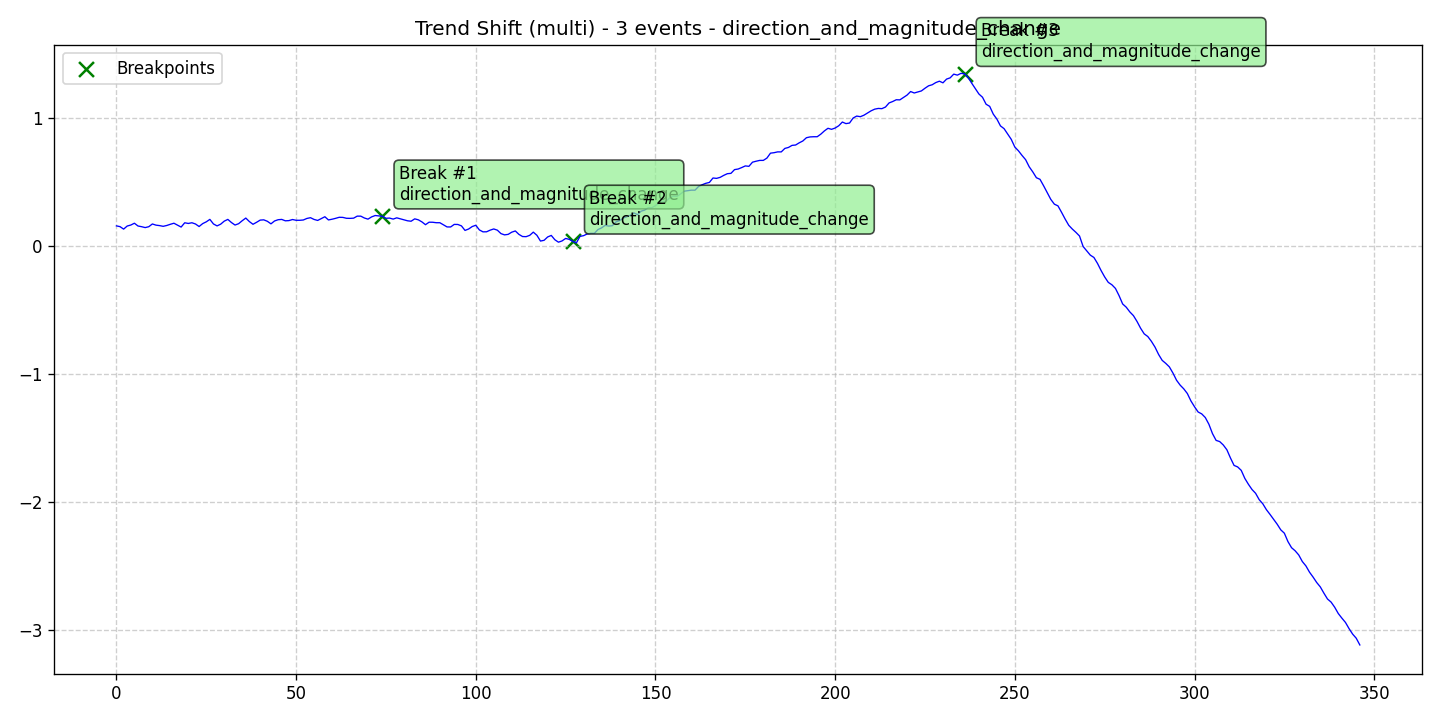 Trend Shift (multi) - 3 events - direction_and_magnitude_change
Break #3
direction_and_magnitude_change
Breakpoints
Break #1
direction_and_magnitude_change
Break #2
direction_and_magnitude_change
1
0
−1
−2
−3
0 50 100 150 200 250 300 350